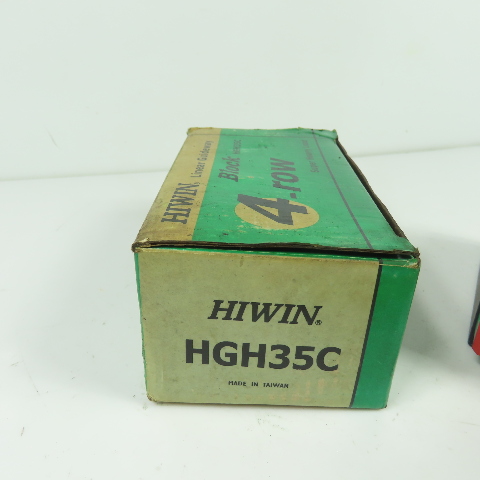 HIWIN. Linear Guideway
Block
4-row
HIWIN®
HGH35C
MADE IN TAIWAN